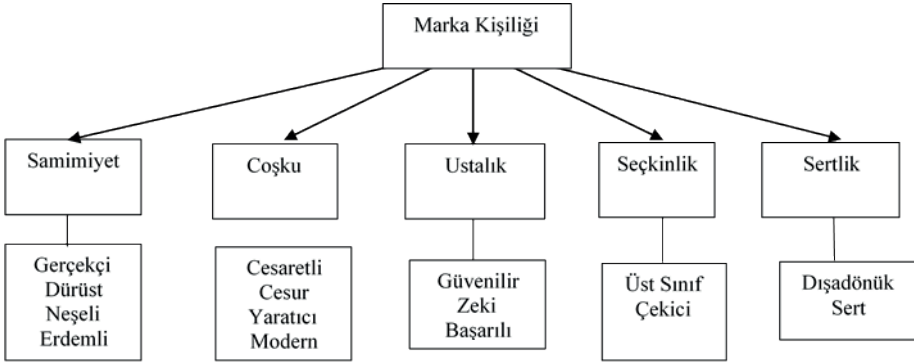 Marka Kişiliği
Samimiyet
Coşku
Ustalık
Seçkinlik
Sertlik
Gerçekçi
Dürüst
Neşeli
Erdemli
Cesaretli
Cesur
Yaratıcı
Modern
Güvenilir
Zeki
Başarılı
Üst Sınıf
Çekici
Dışadönük
Sert